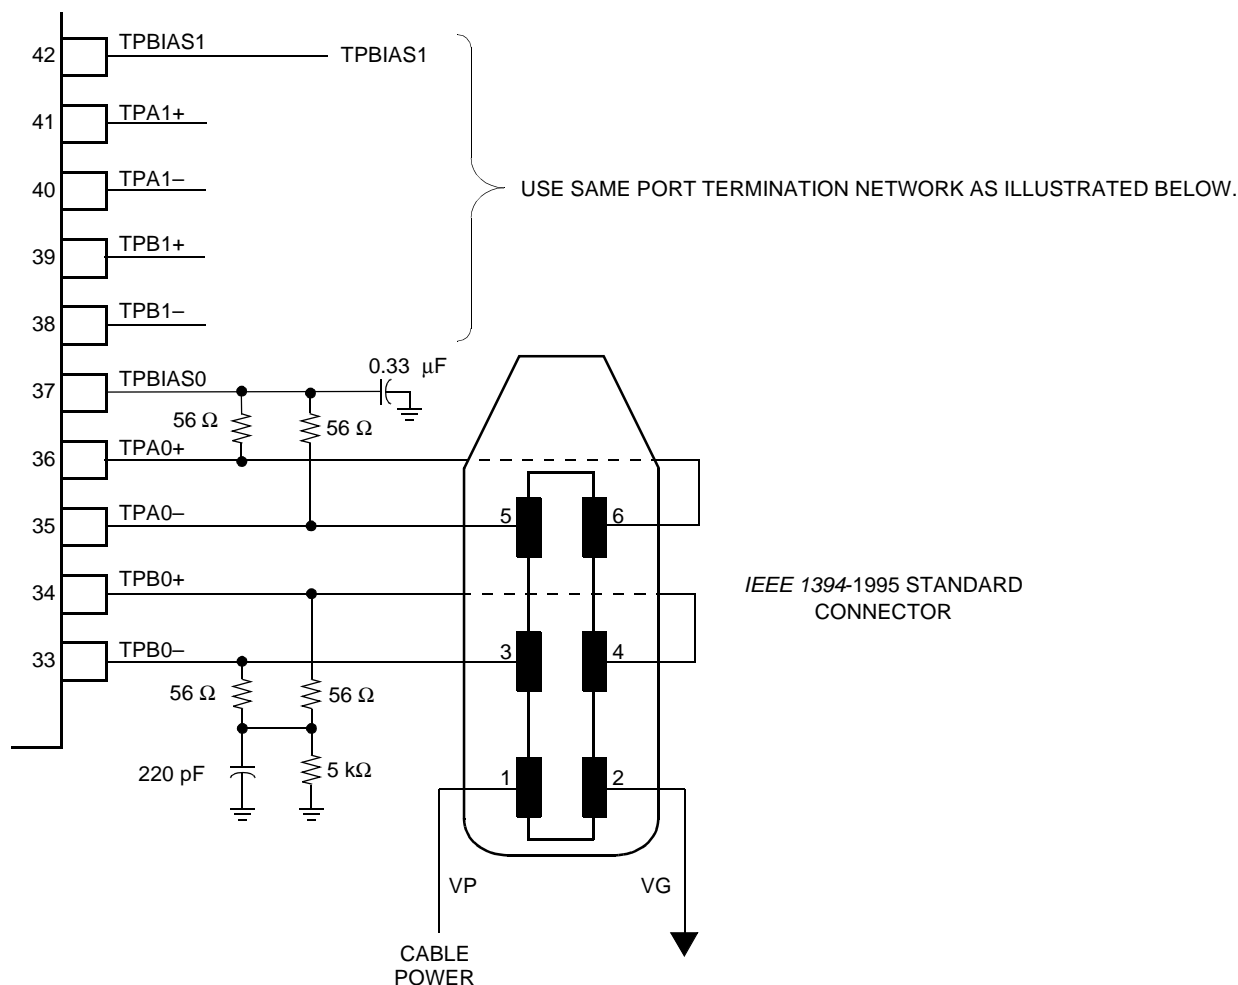 42 TPBIAS1 TPBIAS1
41 TPA1+
40 TPA1–
USE SAME PORT TERMINATION NETWORK AS ILLUSTRATED BELOW.
39 TPB1+
38 TPB1–
0.33 μF
37 TPBIAS0
56 Ω 56 Ω
36 TPA0+
35 TPA0–
5 6
34 TPB0+
IEEE 1394-1995 STANDARD
CONNECTOR
33 TPB0–
3 4
56 Ω 56 Ω
220 pF 5 kΩ
1 2
VP VG
CABLE
POWER